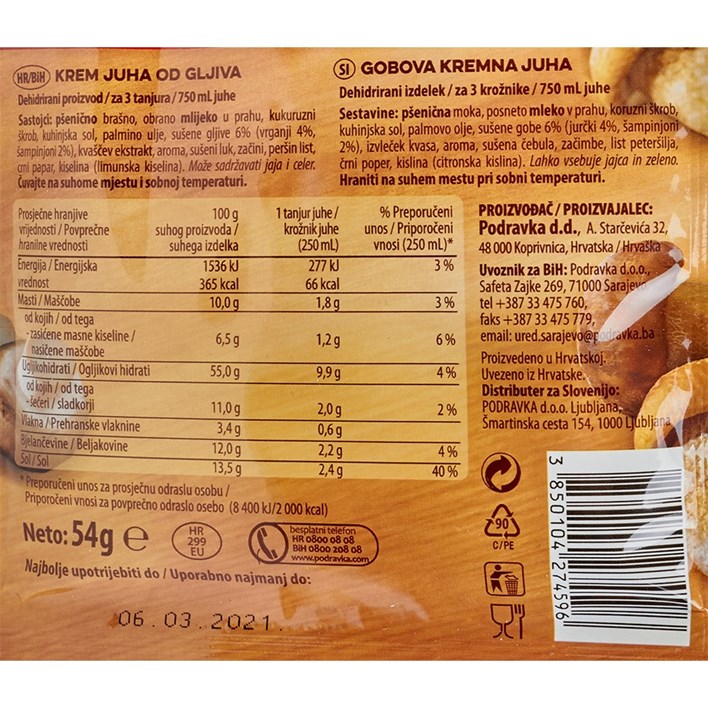 HR/BiH KREM JUHA OD GLJIVA
Dehidrirani proizvod / za 3 tanjura / 750 mL juhe
Sastojci: pšenično brašno, obrano mlijeko u prahu, kukuruzni
škrob, kuhinjska sol, palmino ulje, sušene gljive 6% (vrganji 4%,
šampinjoni 2%), kvaščev ekstrakt, aroma, sušeni luk, začini, peršin list,
crni papar, kiselina (limunska kiselina). Može sadržavati jaja i celer.
Čuvajte na suhome mjestu i sobnoj temperaturi.
SI GOBOVA KREMNA JUHA
Dehidrirani izdelek / za 3 krožnike / 750 mL juhe
Sestavine: pšenična moka, posneto mleko v prahu, koruzni škrob,
kuhinjska sol, palmovo olje, sušene gobe 6% (jurčki 4%, šampinjoni
2%), izvleček kvasa, aroma, sušena čebula, začimbe, list peteršilja,
črni poper, kislina (citronska kislina). Lahko vsebuje jajca in zeleno.
Hraniti na suhem mestu pri sobni temperaturi.
Prosječne hranjive vrijednosti / Povprečne hranilne vrednosti 100 g suhog proizvoda / suhega izdelka 1 tanjur juhe / krožnik juhe (250 mL) % Preporučeni unos / Priporočeni vnosi (250 mL)*
Energija / Energijska vrednost 1536 kJ 277 kJ 3 %
365 kcal 66 kcal
Masti / Maščobe 10,0 g 1,8 g 3 %
od kojih / od tega
- zasićene masne kiseline / nasičene maščobe 6,5 g 1,2 g 6 %
Ugljikohidrati / Ogljikovi hidrati 55,0 g 9,9 g 4 %
od kojih / od tega
- šećeri / sladkorji 11,0 g 2,0 g 2 %
Vlakna / Prehranske vlaknine 3,4 g 0,6 g
Bjelančevine / Beljakovine 12,0 g 2,2 g 4 %
Sol / Sol 13,5 g 2,4 g 40 %
* Preporučeni unos za prosječnu odraslu osobu /
Priporočeni vnosi za povprečno odraslo osebo (8 400 kJ/2 000 kcal)
PROIZVOĐAČ / PROIZVAJALEC:
Podravka d.d., A. Starčevića 32,
48 000 Koprivnica, Hrvatska / Hrvaška
Uvoznik za BiH: Podravka d.o.o.,
Safeta Zajke 269, 71000 Sarajevo
tel +387 33 475 760,
faks +387 33 475 779,
email: ured.sarajevo@podravka.ba
Proizvedeno u Hrvatskoj.
Uvezeno iz Hrvatske.
Distributer za Slovenijo:
PODRAVKA d.o.o. Ljubljana,
Šmartinska cesta 154, 1000 Ljubljana
Neto: 54g e
HR
299
EU
besplatni telefon
HR 0800 08 08
BiH 0800 208 08
www.podravka.com
Najbolje upotrijebiti do / Uporabno najmanj do:
06.03.2021.
90
C/PE
3 850104 274596